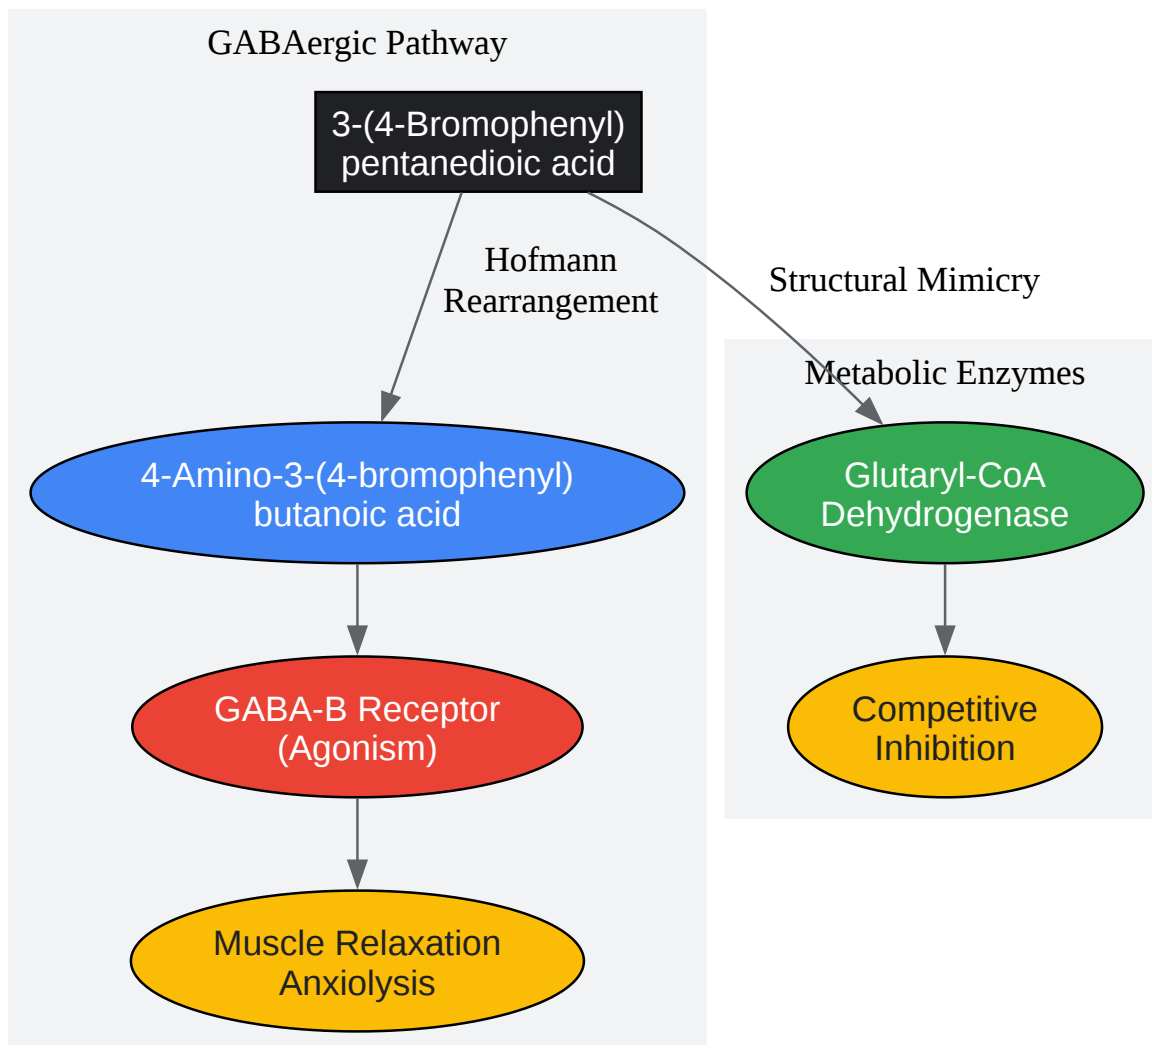 GABAergic Pathway
3-(4-Bromophenyl)
pentanedioic acid
Hofmann
Rearrangement
Structural Mimicry
Metabolic Enzymes
4-Amino-3-(4-bromophenyl)
butanoic acid
Glutaryl-CoA
Dehydrogenase
GABA-B Receptor
(Agonism)
Competitive
Inhibition
Muscle Relaxation
Anxiolysis